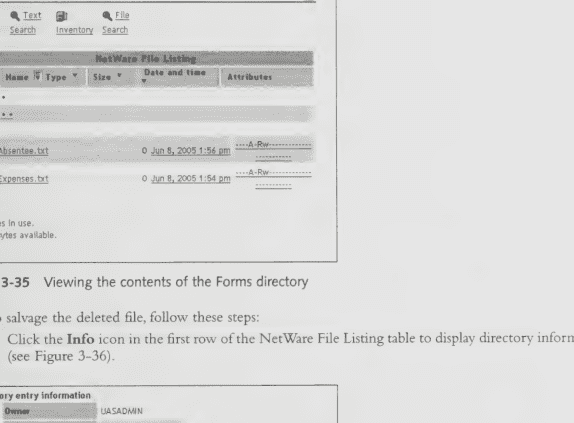 Text File
Search Inventory Search
NetWare File Listing
Name Type Size Date and time Attributes
.
..
Absentee.txt 0 Jun 8, 2005 1:56 pm ----A-Rw------------
Expenses.txt 0 Jun 8, 2005 1:54 pm ----A-Rw------------
es in use.
ytes available.
3-35 Viewing the contents of the Forms directory
o salvage the deleted file, follow these steps:
Click the Info icon in the first row of the NetWare File Listing table to display directory inform
(see Figure 3-36).
ory entry information
Owner UASADMIN